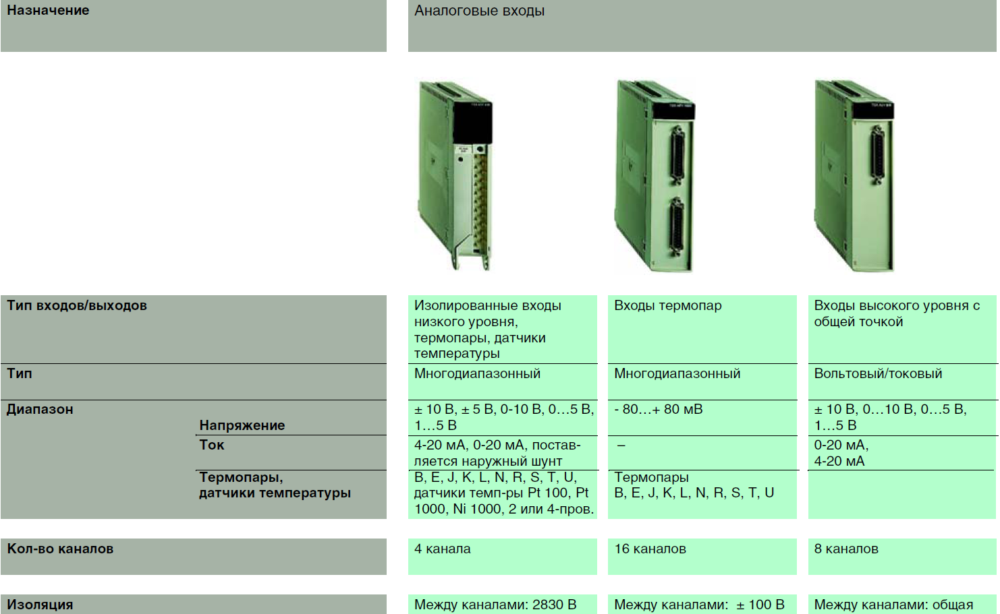 Назначение
Аналоговые входы
Тип входов/выходов
Изолированные входы
низкого уровня,
термопары, датчики
температуры
Входы термопар
Входы высокого уровня с
общей точкой
Тип
Многодиапазонный
Многодиапазонный
Вольтовый/токовый
Диапазон
Напряжение
± 10 В, ± 5 В, 0-10 В, 0…5 В,
1…5 В
- 80…+ 80 мВ
± 10 В, 0…10 В, 0…5 В,
1…5 В
Ток
4-20 мА, 0-20 мА, постав-
ляется наружный шунт
–
0-20 мА,
4-20 мА
Термопары,
датчики температуры
B, E, J, K, L, N, R, S, T, U,
датчики темп-ры Pt 100, Pt
1000, Ni 1000, 2 или 4-пров.
Термопары
B, E, J, K, L, N, R, S, T, U
Кол-во каналов
4 канала
16 каналов
8 каналов
Изоляция
Между каналами: 2830 В
Между каналами: ± 100 В
Между каналами: общая